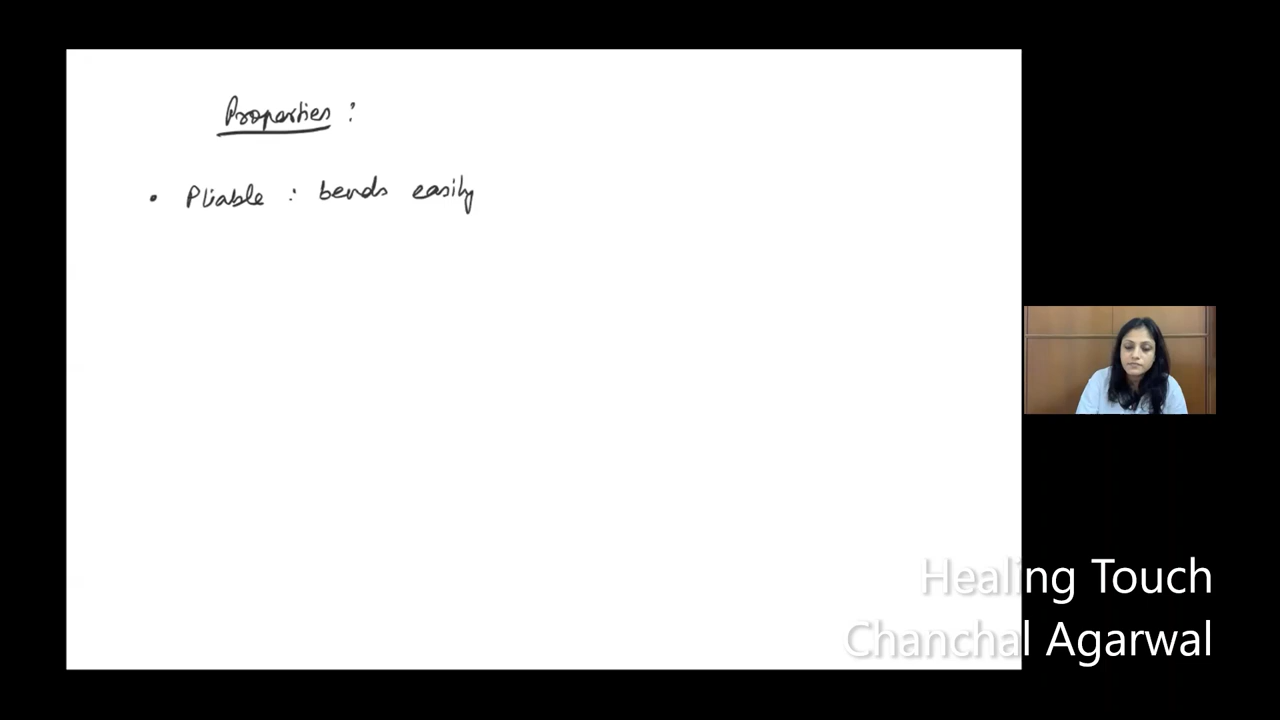 Properties :
• Pliable : bends easily
Healing Touch
Chanchal Agarwal